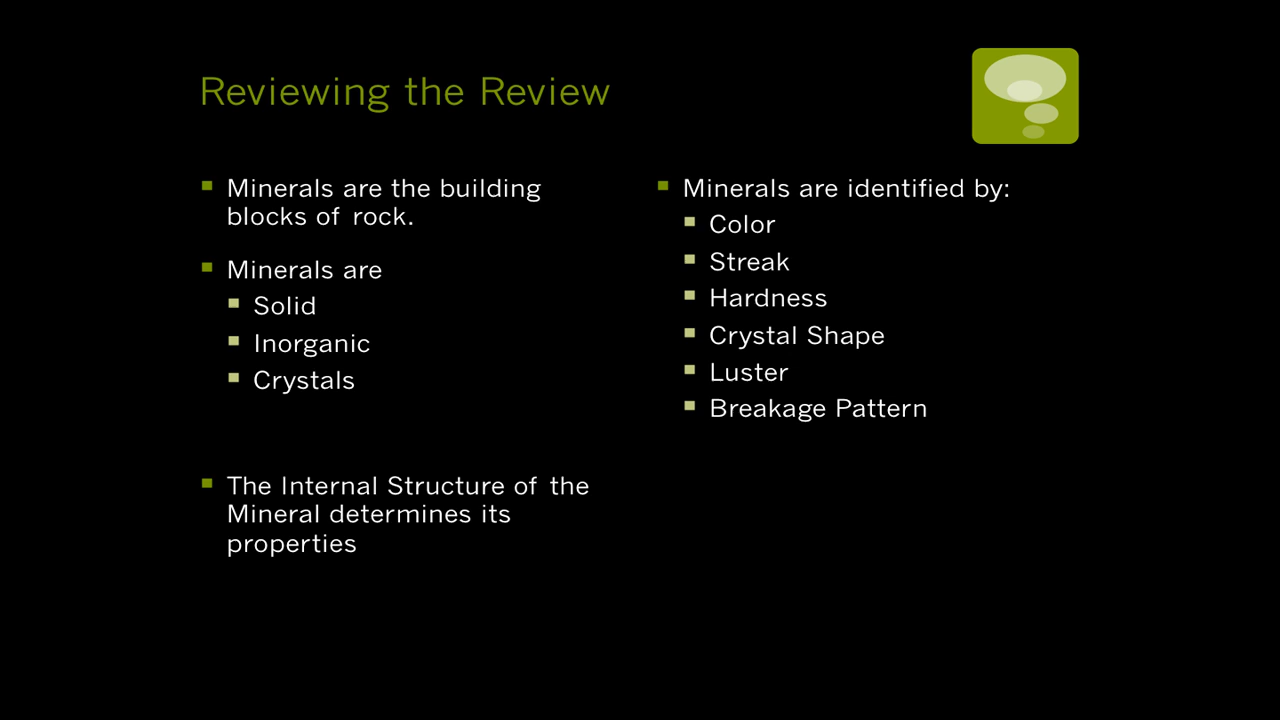 Reviewing the Review
Minerals are the building
blocks of rock.
Minerals are
Solid
Inorganic
Crystals
The Internal Structure of the
Mineral determines its
properties
Minerals are identified by:
Color
Streak
Hardness
Crystal Shape
Luster
Breakage Pattern